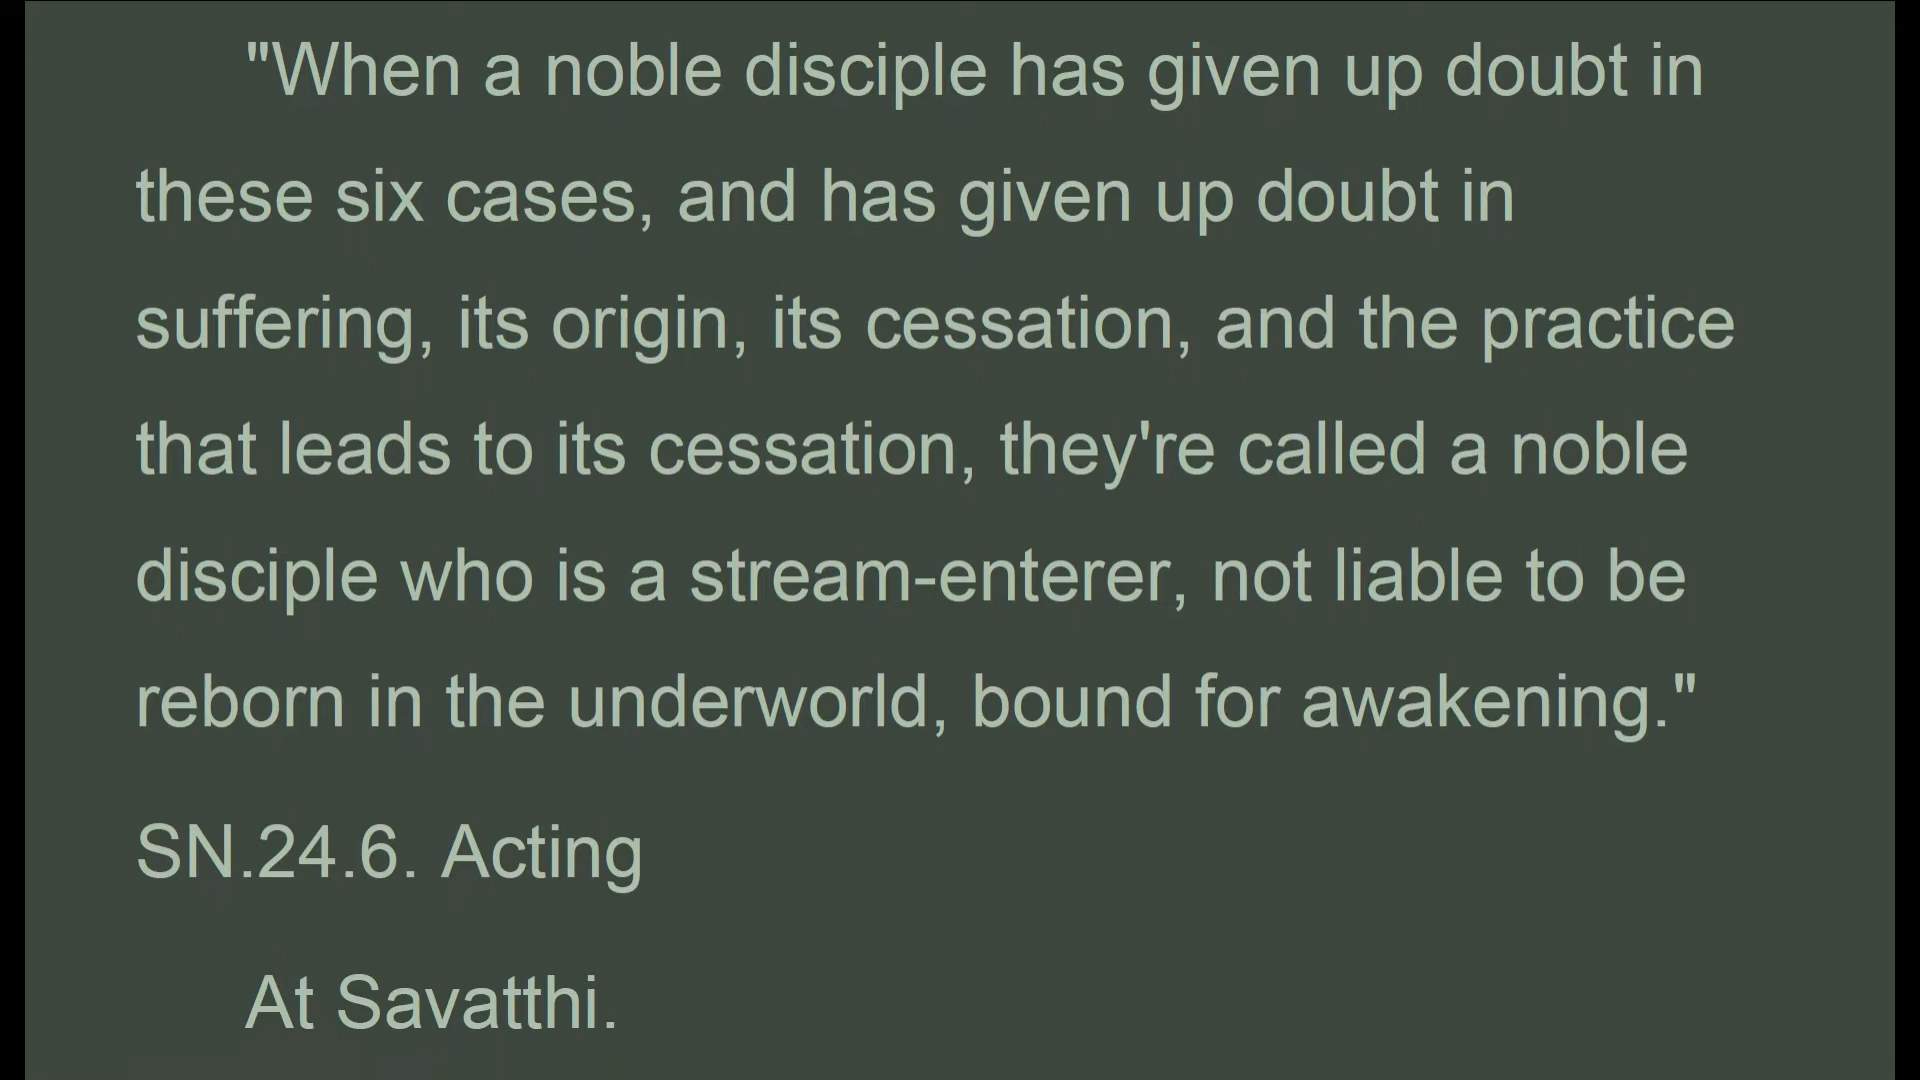 "When a noble disciple has given up doubt in
these six cases, and has given up doubt in
suffering, its origin, its cessation, and the practice
that leads to its cessation, they're called a noble
disciple who is a stream-enterer, not liable to be
reborn in the underworld, bound for awakening."
SN.24.6. Acting
At Savatthi.